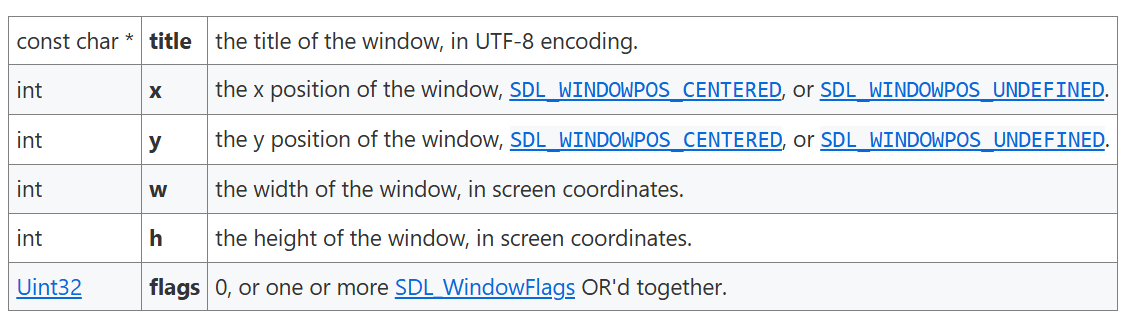 const char * title the title of the window, in UTF-8 encoding.
int x the x position of the window, SDL_WINDOWPOS_CENTERED, or SDL_WINDOWPOS_UNDEFINED.
int y the y position of the window, SDL_WINDOWPOS_CENTERED, or SDL_WINDOWPOS_UNDEFINED.
int w the width of the window, in screen coordinates.
int h the height of the window, in screen coordinates.
Uint32 flags 0, or one or more SDL_WindowFlags OR'd together.